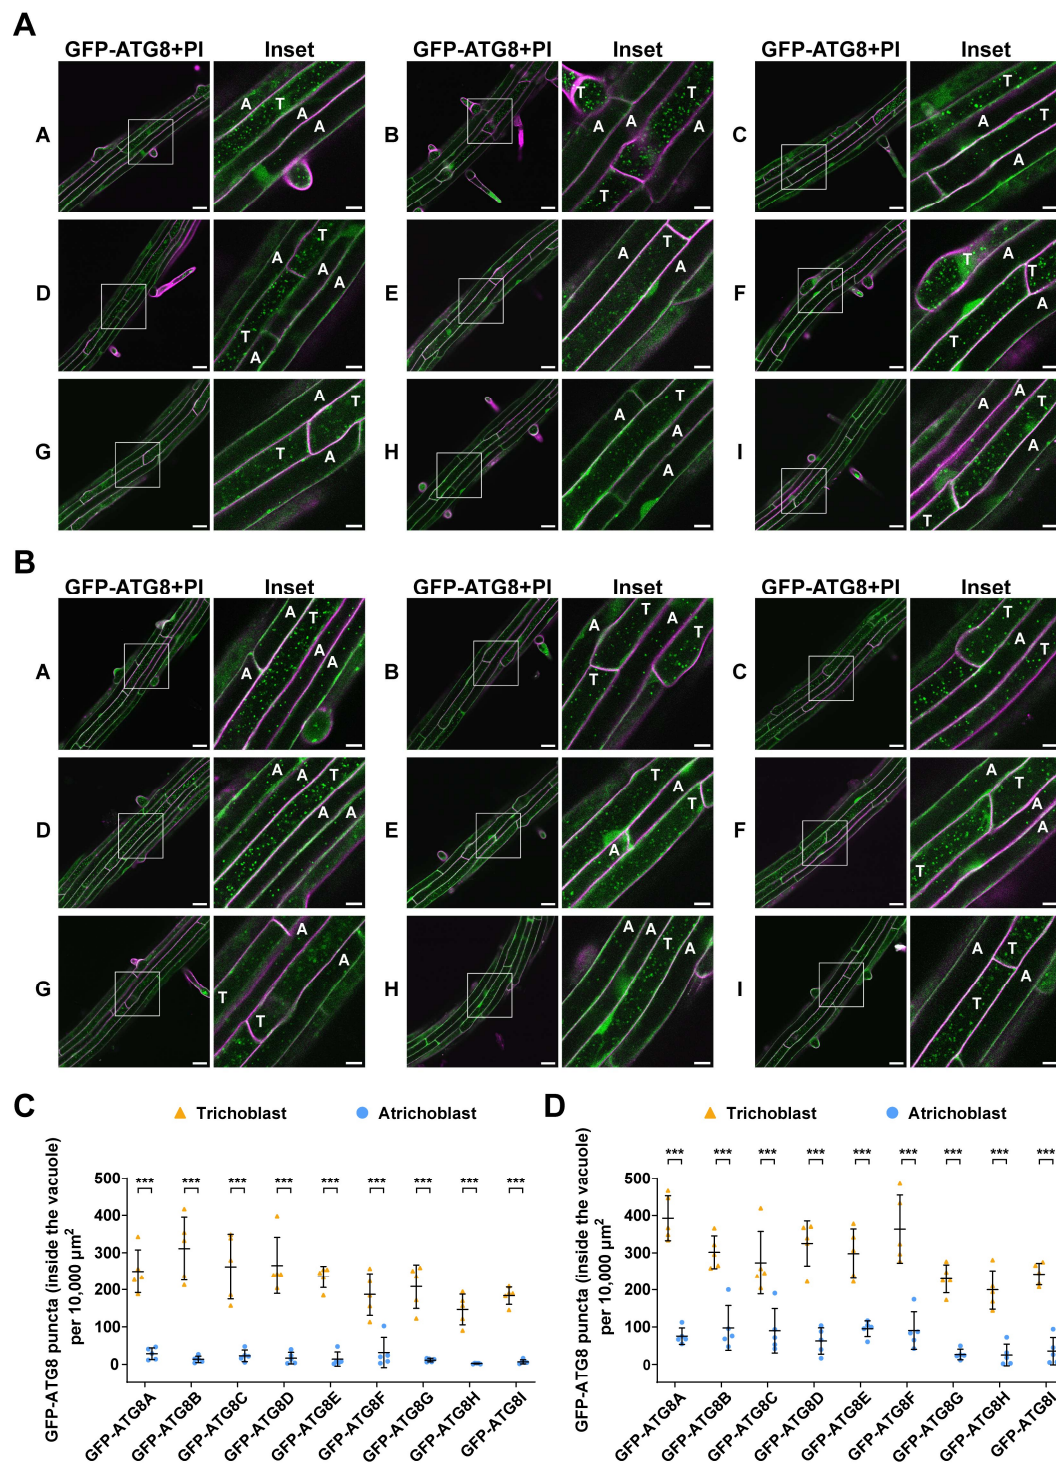 A
GFP-ATG8+PI Inset GFP-ATG8+PI Inset GFP-ATG8+PI Inset
A A T A A B T A A T A T C T A A
D T A A A T A E A T A F T A T A
G A T T A H A T A A I A A T T
B
GFP-ATG8+PI Inset GFP-ATG8+PI Inset GFP-ATG8+PI Inset
A A T A A A B T A A T T C T A T
D A A T A A E A T T A F A T A A T
G A A T T H A A T A I A T A T
C D
Trichoblast Atrichoblast Trichoblast Atrichoblast
*** *** *** *** *** *** *** *** ***
*** *** *** *** *** *** *** *** ***
GFP-ATG8 puncta (inside the vacuole)
per 10,000 µm²
500
400
300
200
100
0
GFP-ATG8A GFP-ATG8B GFP-ATG8C GFP-ATG8D GFP-ATG8E GFP-ATG8F GFP-ATG8G GFP-ATG8H GFP-ATG8I
GFP-ATG8 puncta (inside the vacuole)
per 10,000 µm²
500
400
300
200
100
0
GFP-ATG8A GFP-ATG8B GFP-ATG8C GFP-ATG8D GFP-ATG8E GFP-ATG8F GFP-ATG8G GFP-ATG8H GFP-ATG8I